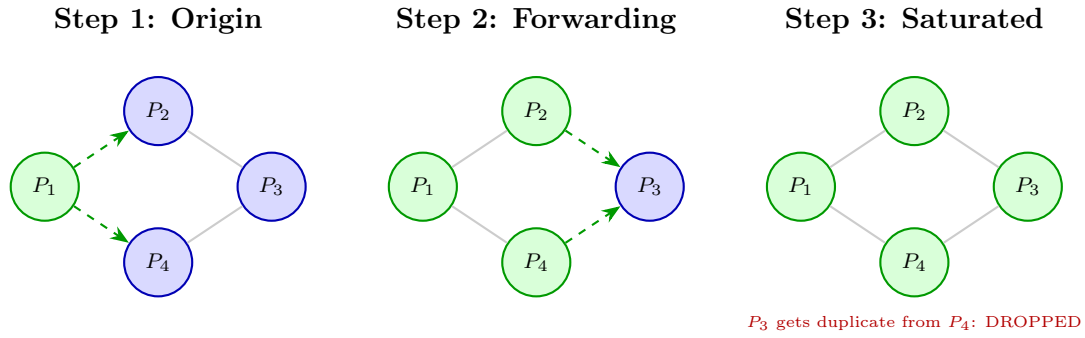 Step 1: Origin
P₂
P₁
P₃
P₄
Step 2: Forwarding
P₂
P₁
P₃
P₄
Step 3: Saturated
P₂
P₁
P₃
P₄
P₃ gets duplicate from P₄: DROPPED